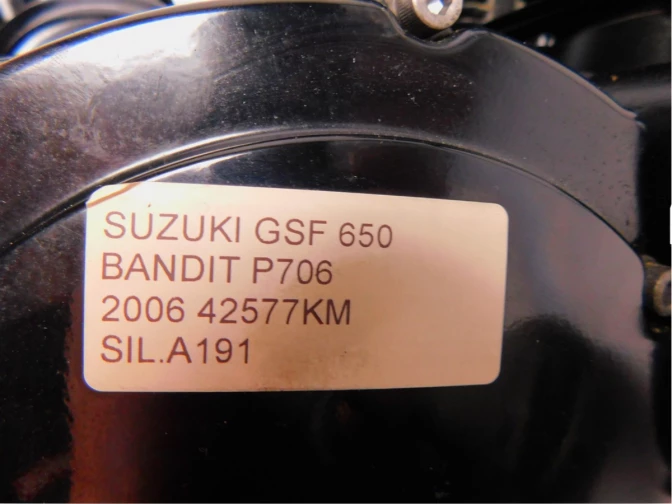 SUZUKI GSF 650
BANDIT P706
2006 42577KM
SIL.A191